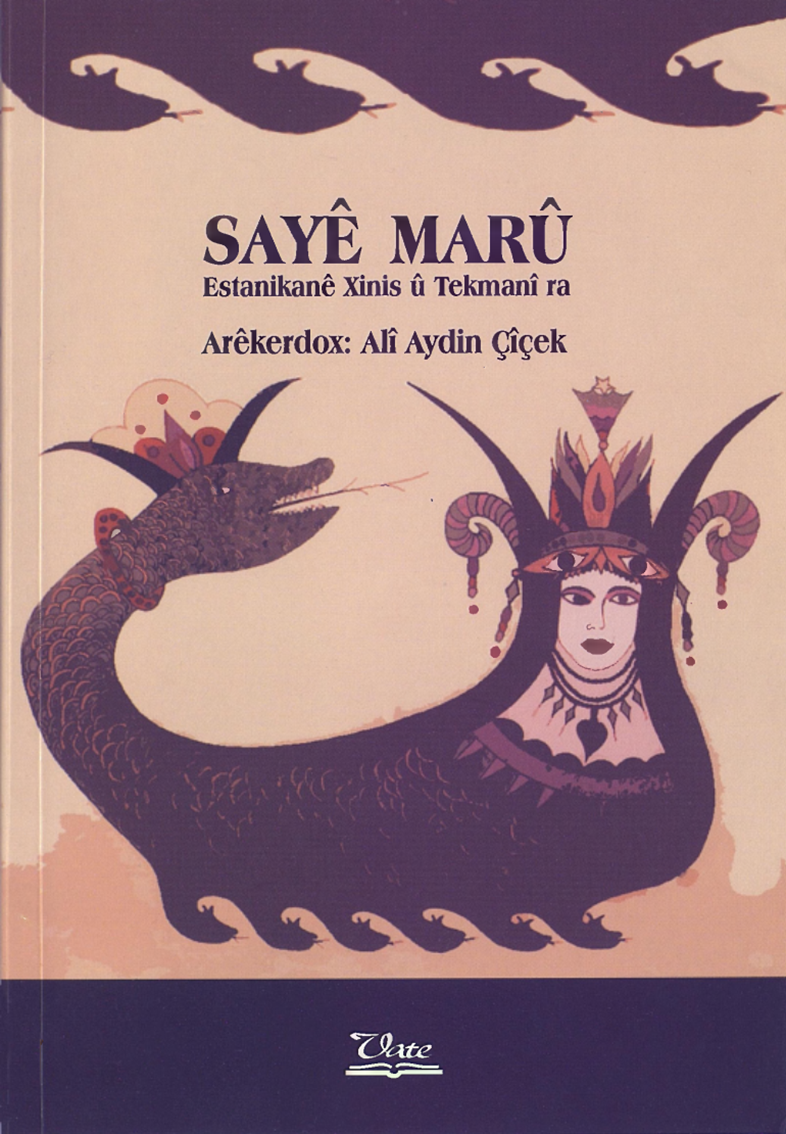 SAYÊ MARÛ
Estanikanê Xinis û Tekmanî ra
Arêkerdox: Alî Aydin Çîçek
Vate